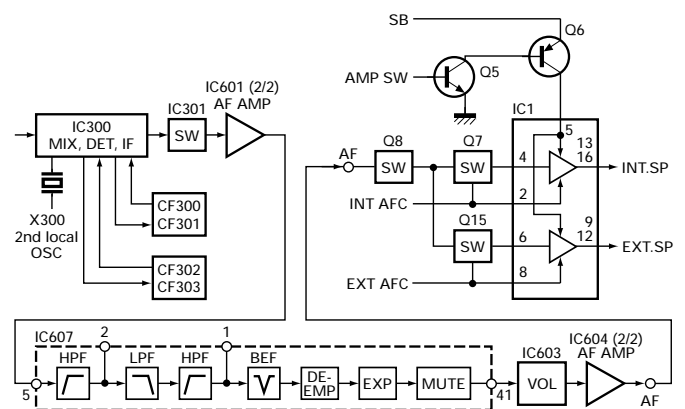 SB
Q6
Q5
AMP SW
IC601 (2/2)
AF AMP
IC301
IC300
MIX, DET, IF
SW
X300
2nd local
OSC
CF300
CF301
CF302
CF303
IC1
5
13
16
INT.SP
AF
Q8
SW
Q7
SW
4
INT AFC
2
Q15
SW
6
9
12
EXT.SP
EXT AFC
8
IC607
5
HPF
2
LPF
HPF
1
BEF
DE-
EMP
EXP
MUTE
41
IC603
VOL
IC604 (2/2)
AF AMP
AF